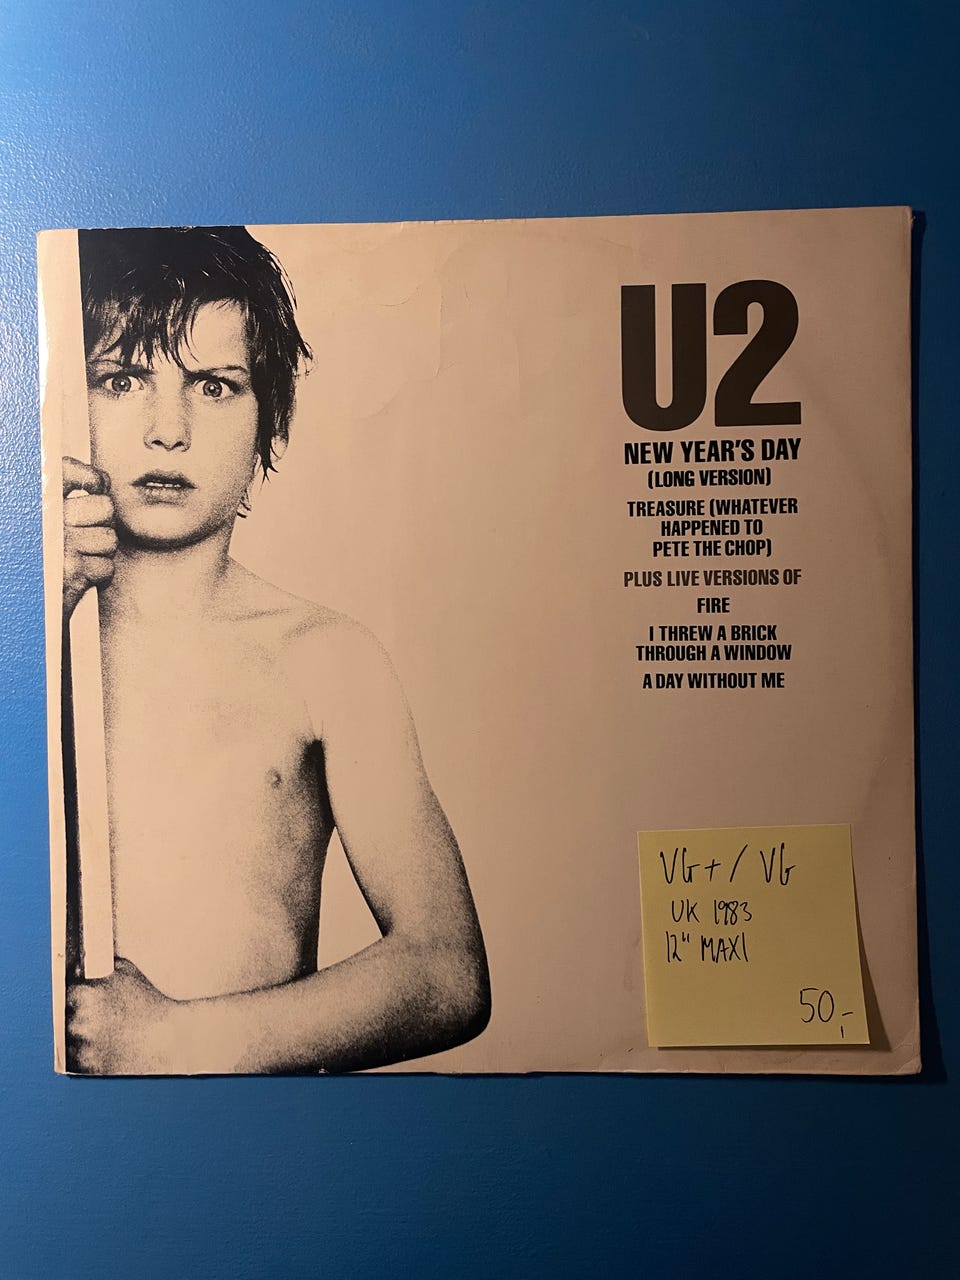 U2
NEW YEAR'S DAY
(LONG VERSION)
TREASURE (WHATEVER
HAPPENED TO
PETE THE CHOP)
PLUS LIVE VERSIONS OF
FIRE
I THREW A BRICK
THROUGH A WINDOW
A DAY WITHOUT ME
VG+/VG
UK 1983
12" MAXI
50,-